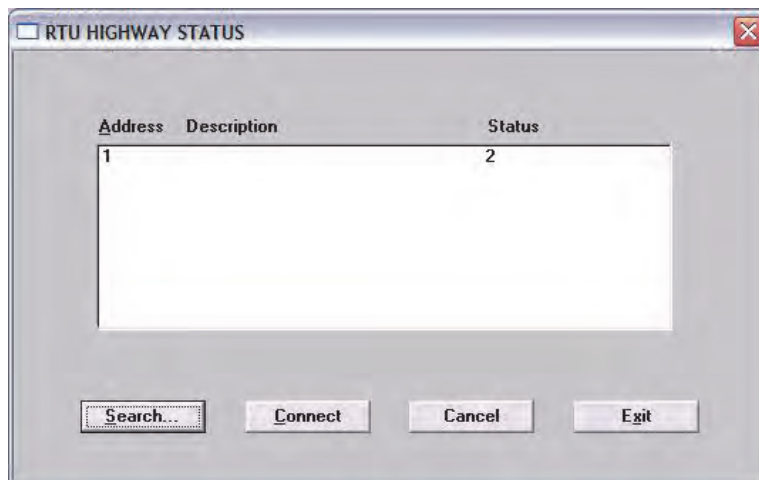 RTU HIGHWAY STATUS
Address Description Status
1 2
Search... Connect Cancel Exit